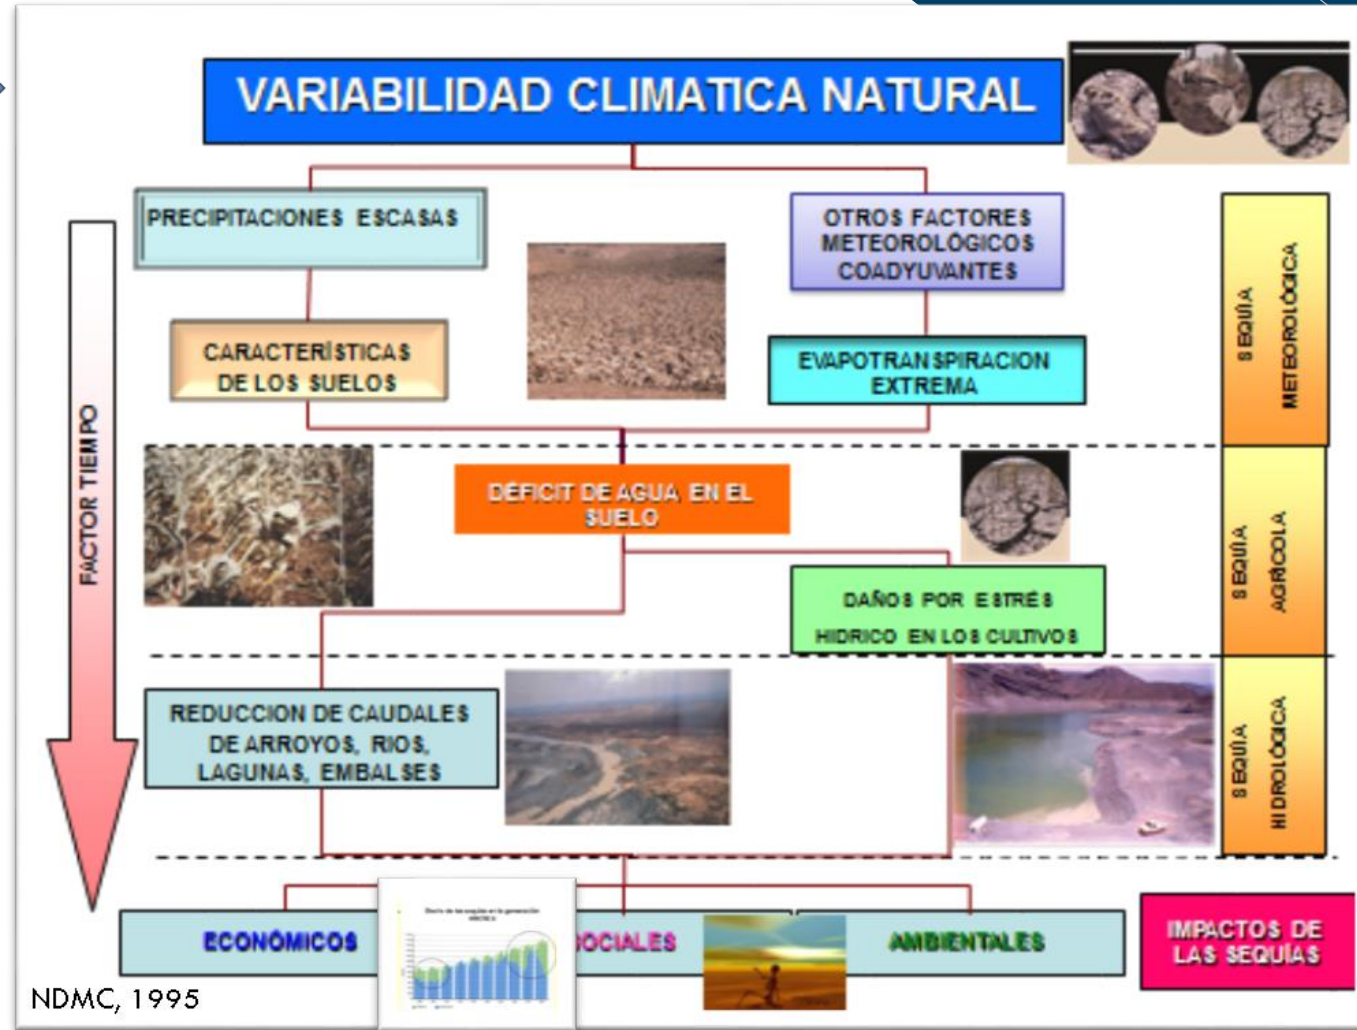 VARIABILIDAD CLIMATICA NATURAL
PRECIPITACIONES ESCASAS
OTROS FACTORES
METEOROLÓGICOS
COADYUVANTES
CARACTERÍSTICAS
DE LOS SUELOS
EVAPOTRANSPIRACION
EXTREMA
SEQUÍA
METEOROLÓGICA
FACTOR TIEMPO
DÉFICIT DE AGUA EN EL
SUELO
DAÑOS POR ESTRÉS
HIDRICO EN LOS CULTIVOS
SEQUÍA
AGRÍCOLA
REDUCCION DE CAUDALES
DE ARROYOS, RIOS,
LAGUNAS, EMBALSES
SEQUÍA
HIDROLÓGICA
ECONÓMICOS
SOCIALES
AMBIENTALES
IMPACTOS DE
LAS SEQUÍAS
NDMC, 1995